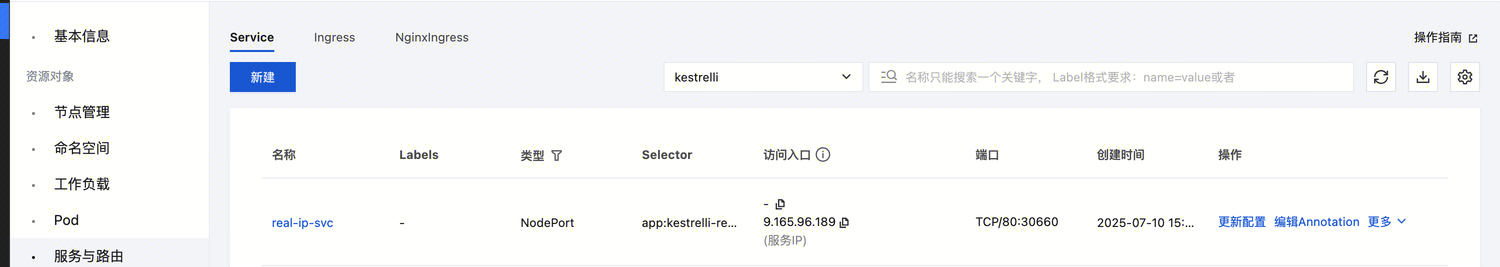 基本信息
资源对象
节点管理
命名空间
工作负载
Pod
服务与路由
Service Ingress NginxIngress 操作指南
新建 kestrelli 名称只能搜索一个关键字， Label格式要求：name=value或者
名称 Labels 类型 Selector 访问入口 端口 创建时间 操作
real-ip-svc - NodePort app:kestrelli-re... - TCP/80:30660 2025-07-10 15:... 更新配置 编辑Annotation 更多
9.165.96.189
(服务IP)